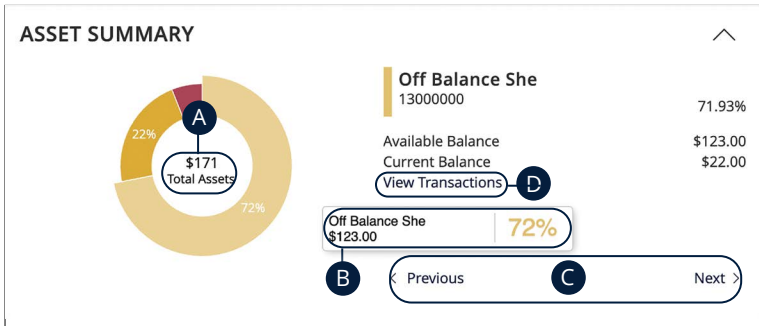 ASSET SUMMARY
Off Balance She
13000000
71.93%
A
22%
$171
Total Assets
72%
Available Balance $123.00
Current Balance $22.00
View Transactions D
Off Balance She
$123.00
72%
B
Previous C Next